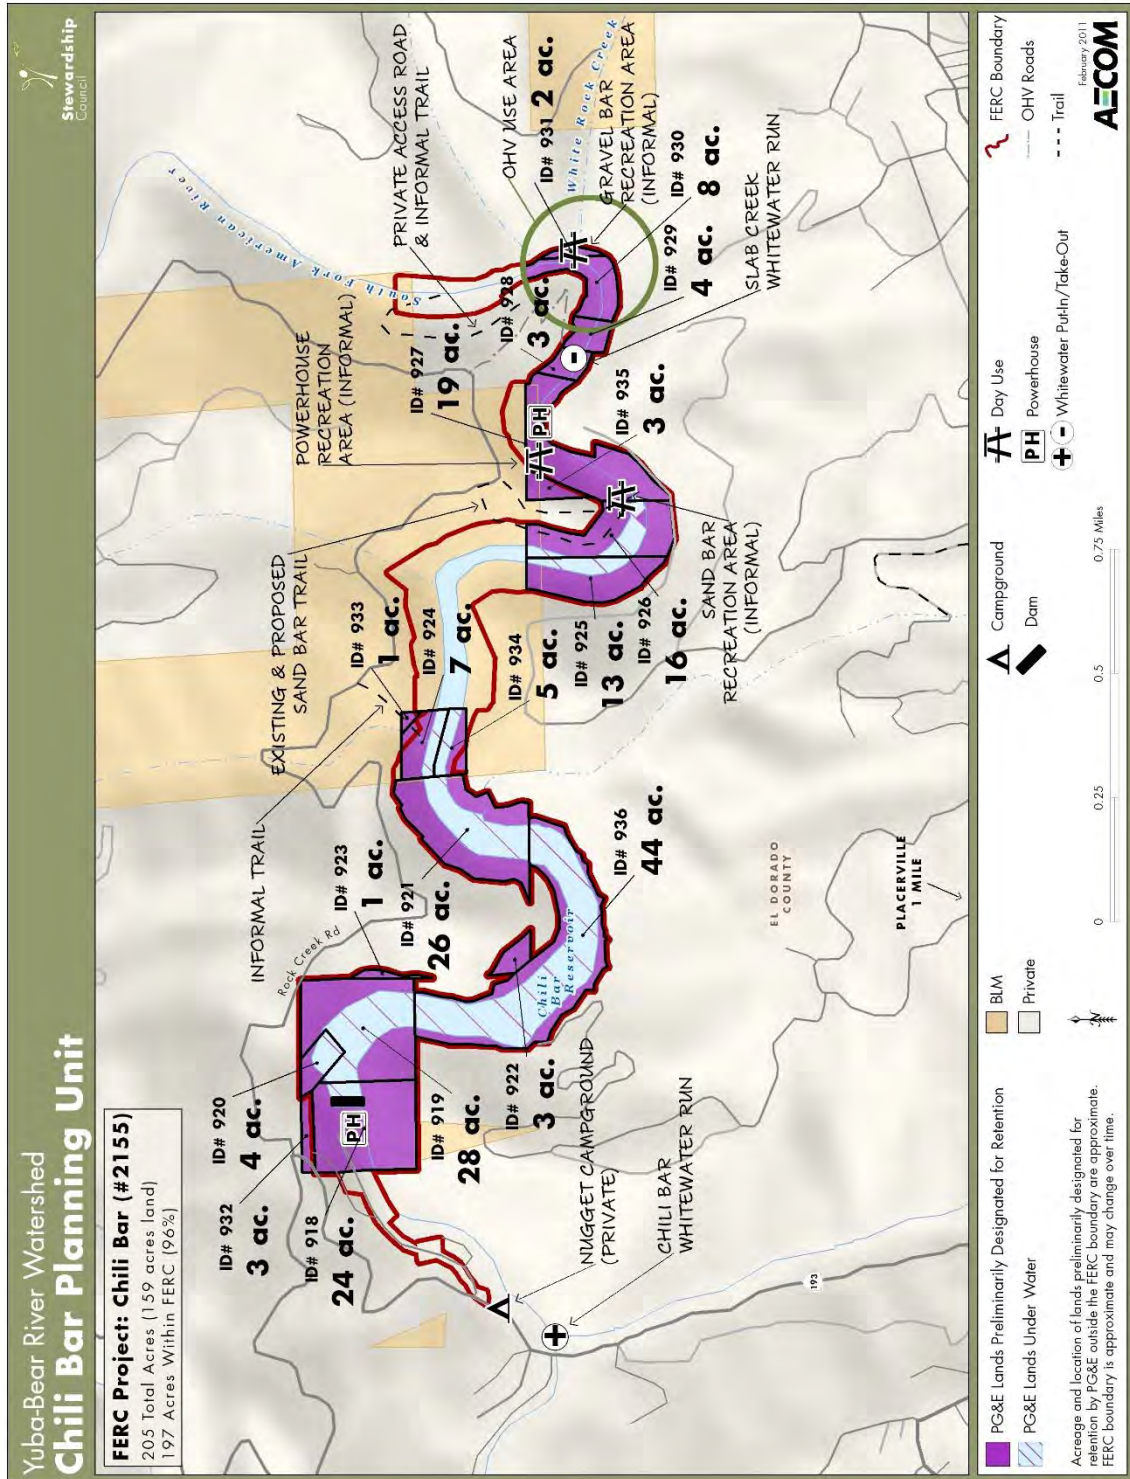 Yuba-Bear River Watershed
Chili Bar Planning Unit
Stewardship
Council
FERC Project: Chili Bar (#2155)
205 Total Acres (159 acres land)
197 Acres Within FERC (96%)
ID# 932
3 ac.
ID# 920
4 ac.
ID# 918
24 ac.
ID# 919
28 ac.
ID# 922
3 ac.
ID# 923
1 ac.
ID# 921
26 ac.
ID# 936
44 ac.
ID# 933
1 ac.
ID# 924
7 ac.
ID# 934
5 ac.
ID# 925
13 ac.
ID# 926
16 ac.
ID# 927
19 ac.
ID# 928
3 ac.
ID# 935
3 ac.
ID# 929
4 ac.
ID# 930
8 ac.
ID# 931
2 ac.
Rock Creek Rd
INFORMAL TRAIL
EXISTING & PROPOSED
SAND BAR TRAIL
POWERHOUSE
RECREATION
AREA (INFORMAL)
PRIVATE ACCESS ROAD
& INFORMAL TRAIL
OHV USE AREA
GRAVEL BAR
RECREATION AREA
(INFORMAL)
SLAB CREEK
WHITEWATER RUN
SAND BAR
RECREATION AREA
(INFORMAL)
NUGGET CAMPGROUND
(PRIVATE)
CHILI BAR
WHITEWATER RUN
South Fork American River
White Rock Creek
Chili
Bar
Reservoir
PH
PH
193
EL DORADO
COUNTY
PLACERVILLE
1 MILE
PG&E Lands Preliminarily Designated for Retention
PG&E Lands Under Water
BLM
Private
Campground
Dam
Day Use
PH Powerhouse
+ - Whitewater Put-In/Take-Out
FERC Boundary
OHV Roads
Trail
Acreage and location of lands preliminarily designated for
retention by PG&E outside the FERC boundary are approximate.
FERC boundary is approximate and may change over time.
N
0 0.25 0.5 0.75 Miles
February 2011
AECOM